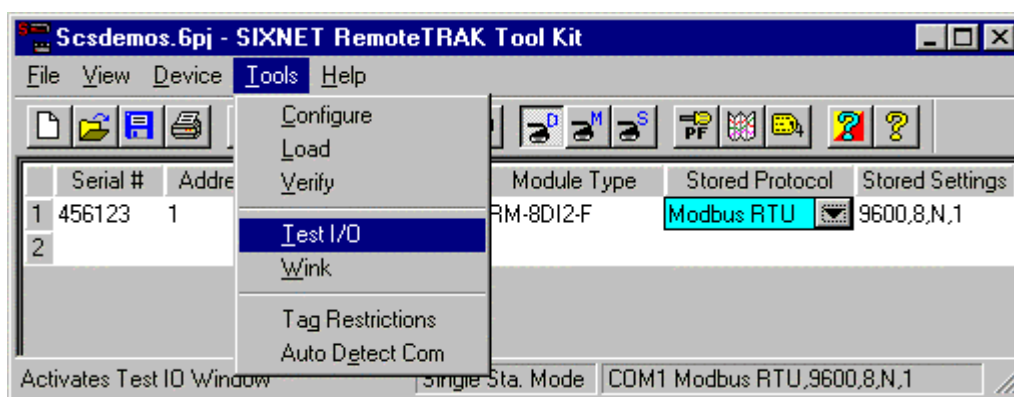 Scsdemos.6pj - SIXNET RemoteTRAK Tool Kit
File View Device Tools Help
Configure
Load
Verify
Test I/O
Wink
Tag Restrictions
Auto Detect Com
D M S PF
Serial # Module Type Stored Protocol Stored Settings
1 456123 1 RM-8DI2-F Modbus RTU 9600,8,N,1
2
Activates Test IO Window Single Sta. Mode COM1 Modbus RTU,9600,8,N,1